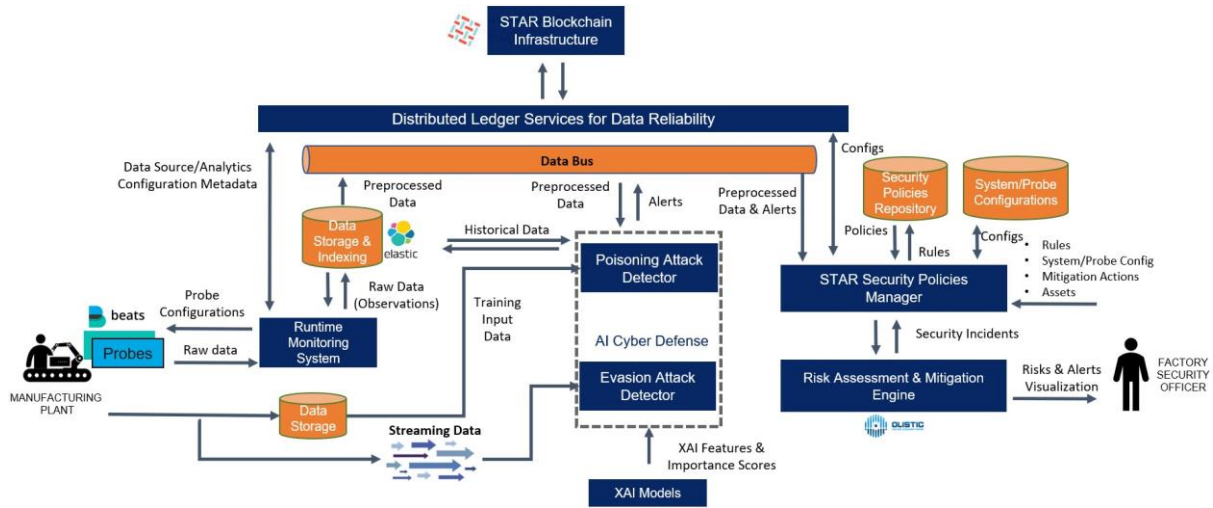 STAR Blockchain
Infrastructure
Distributed Ledger Services for Data Reliability
Data Bus
Data Source/Analytics
Configuration Metadata
Preprocessed
Data
Preprocessed
Data
Alerts
Preprocessed
Data & Alerts
Configs
Security
Policies
Repository
System/Probe
Configurations
Data
Storage &
Indexing
elastic
Historical Data
Policies
Rules
Configs
• Rules
• System/Probe Config
• Mitigation Actions
• Assets
Poisoning Attack
Detector
STAR Security Policies
Manager
Raw Data
(Observations)
Training
Input
Data
Probe
Configurations
beats
Probes
Raw data
Runtime
Monitoring
System
AI Cyber Defense
Security Incidents
Evasion Attack
Detector
Risk Assessment & Mitigation
Engine
Risks & Alerts
Visualization
FACTORY
SECURITY
OFFICER
MANUFACTURING
PLANT
Data
Storage
Streaming Data
OLISTIC
XAI Features &
Importance Scores
XAI Models